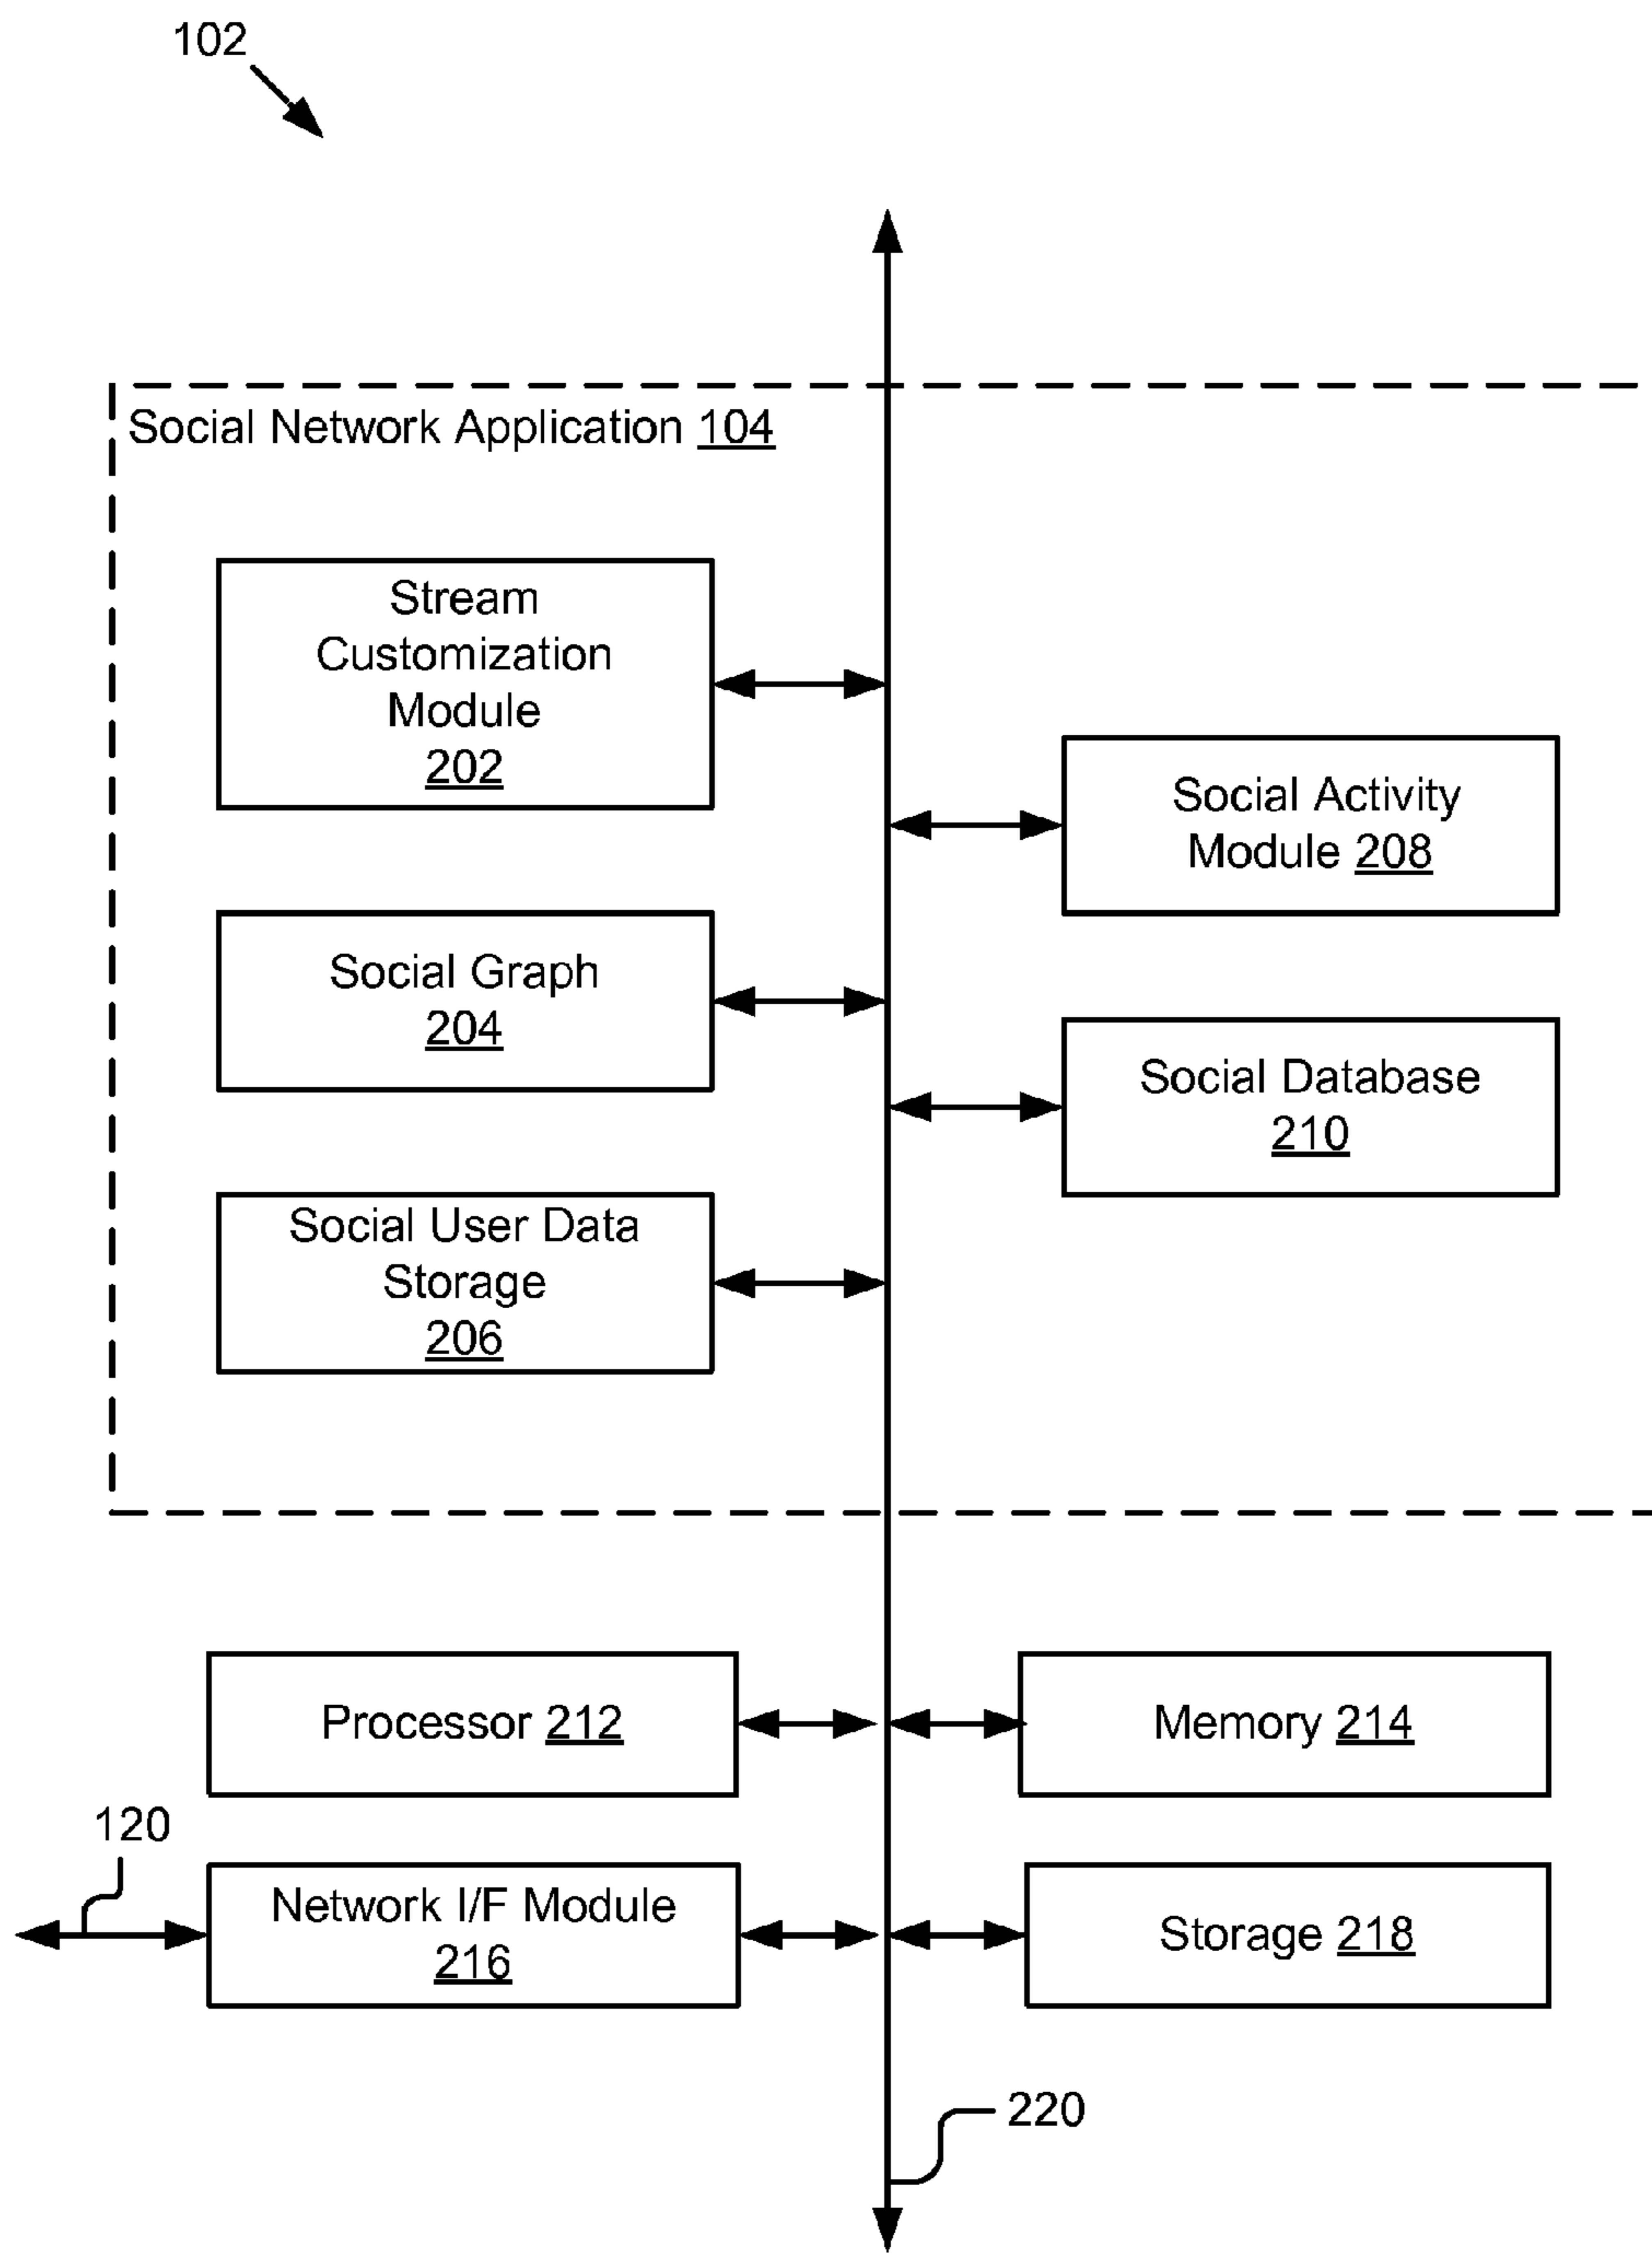 102
Social Network Application 104
Stream
Customization
Module
202
Social Activity
Module 208
Social Graph
204
Social Database
210
Social User Data
Storage
206
Processor 212
Memory 214
120
Network I/F Module
216
Storage 218
220